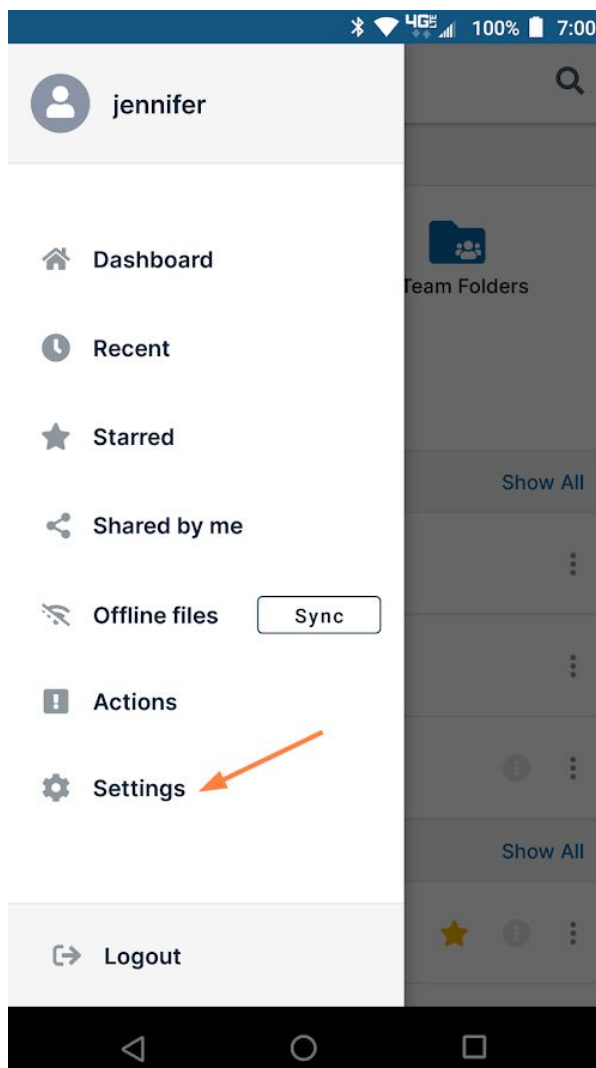 4G LTE 100% 7:00
jennifer
Dashboard
Team Folders
Recent
Starred
Show All
Shared by me
Offline files Sync
Actions
Settings
Show All
Logout